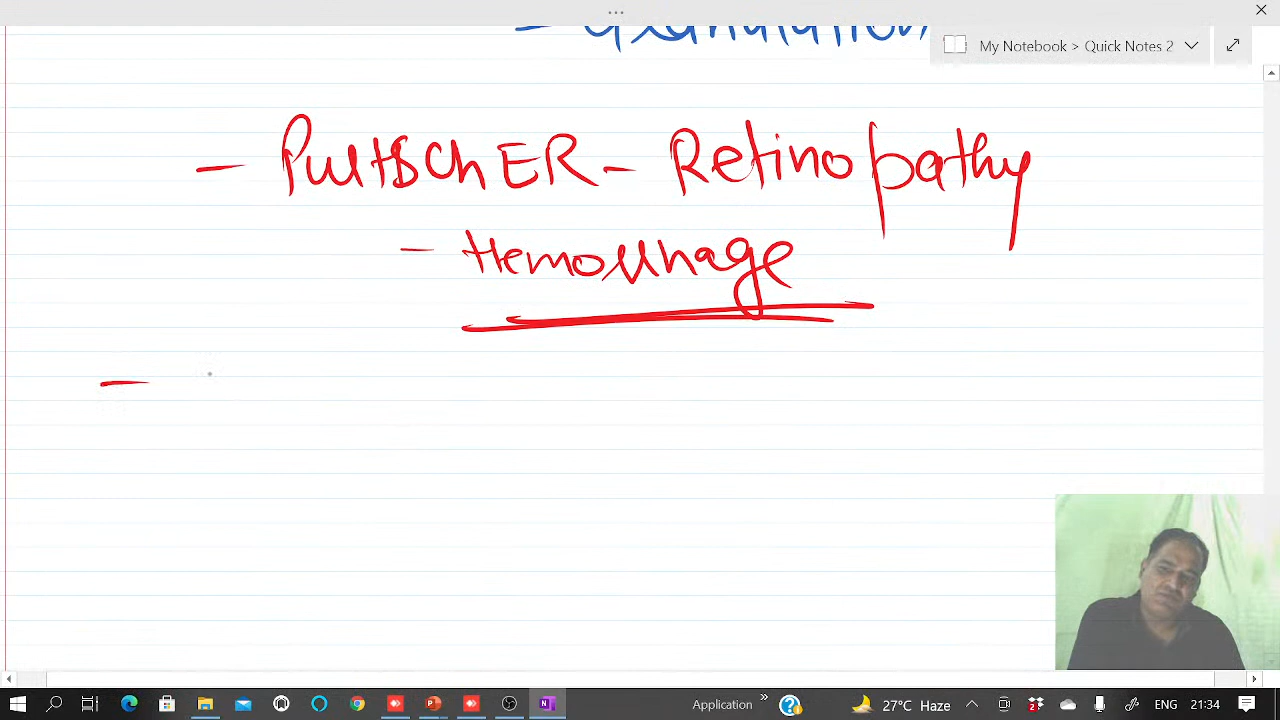 My Notebook > Quick Notes 2
- PurtSChER - Retinopathy
- Hemorrhage
-
Application
27°C Haze
ENG
21:34